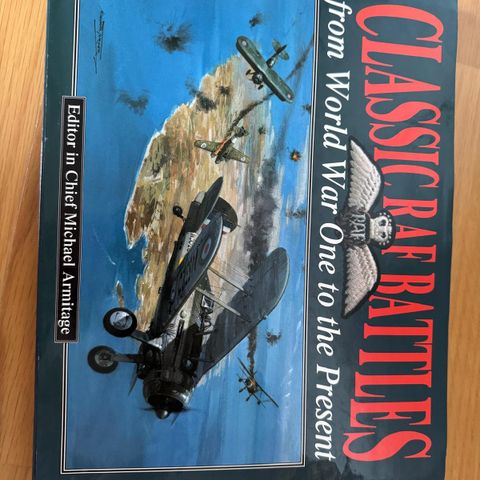 CLASSIC RAF BATTLES
RAF
from World War One to the Present
Editor in Chief Michael Armitage